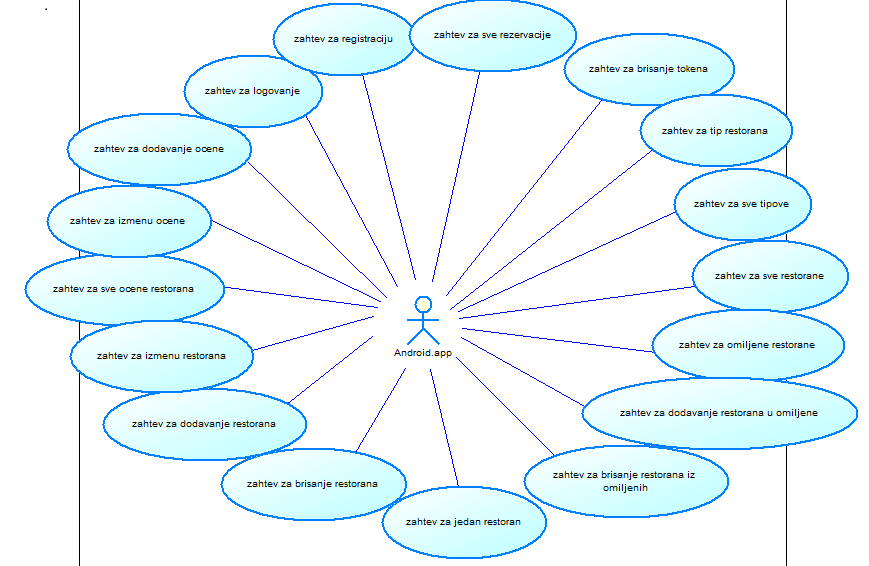 zahtev za registraciju
zahtev za sve rezervacije
zahtev za brisanje tokena
zahtev za logovanje
zahtev za tip restorana
zahtev za dodavanje ocene
zahtev za sve tipove
zahtev za izmenu ocene
zahtev za sve restorane
zahtev za sve ocene restorana
zahtev za omiljene restorane
Android.app
zahtev za izmenu restorana
zahtev za dodavanje restorana u omiljene
zahtev za dodavanje restorana
zahtev za brisanje restorana iz
omiljenih
zahtev za brisanje restorana
zahtev za jedan restoran